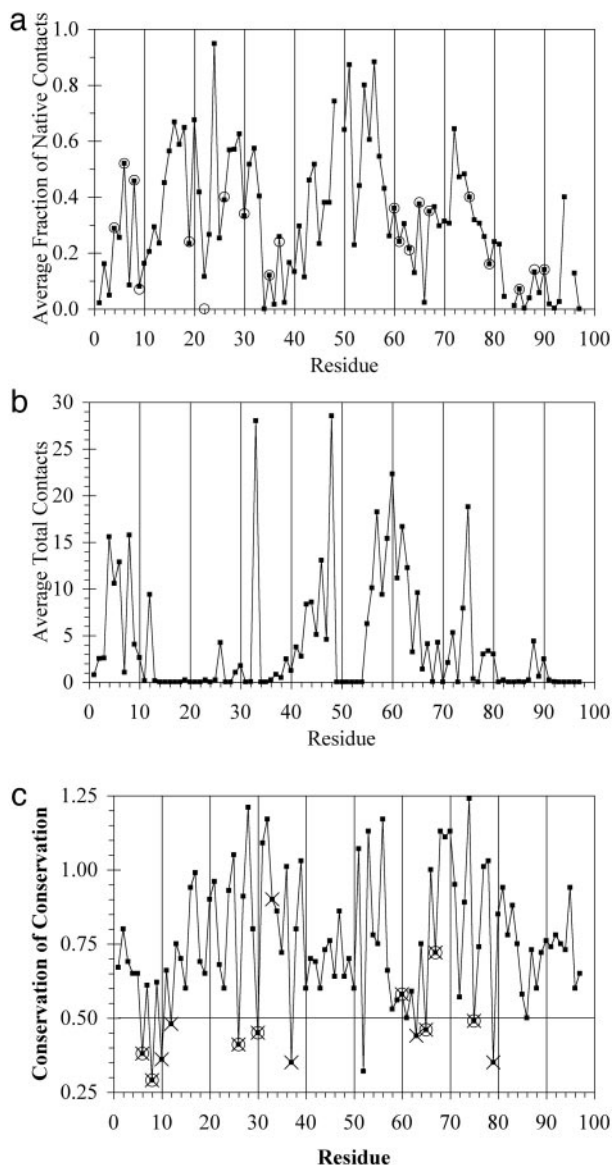 a
Average Fraction of Native Contacts
1.0
0.8
0.6
0.4
0.2
0.0
0 10 20 30 40 50 60 70 80 90 100
Residue
b
Average Total Contacts
30
25
20
15
10
5
0
0 10 20 30 40 50 60 70 80 90 100
Residue
c
Conservation of Conservation
1.25
1.00
0.75
0.50
0.25
0 10 20 30 40 50 60 70 80 90 100
Residue